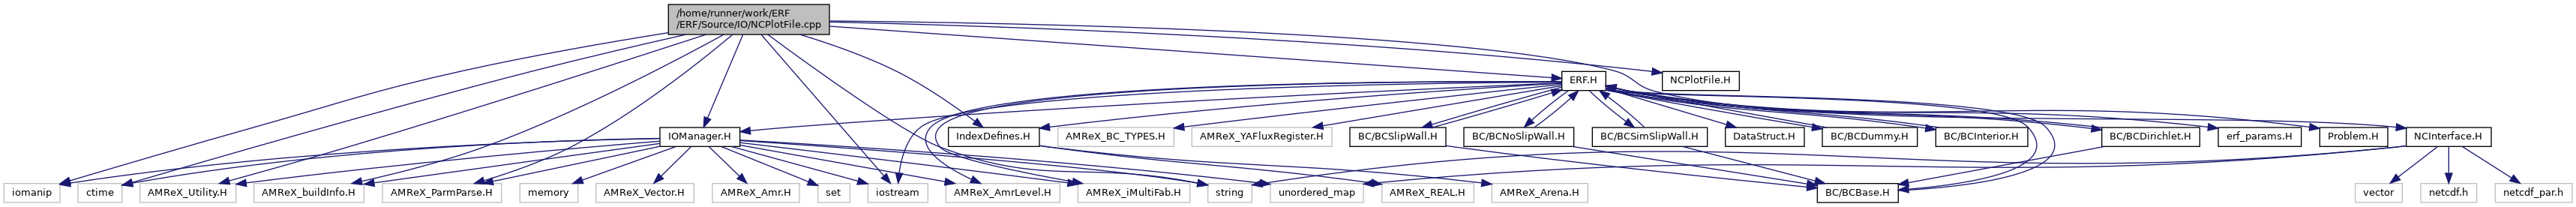 /home/runner/work/ERF
/ERF/Source/IO/NCPlotFile.cpp
ERF.H
NCPlotFile.H
IOManager.H
IndexDefines.H
AMReX_BC_TYPES.H
AMReX_YAFluxRegister.H
BC/BCSlipWall.H
BC/BCNoSlipWall.H
BC/BCSimSlipWall.H
DataStruct.H
BC/BCDummy.H
BC/BCInterior.H
BC/BCDirichlet.H
erf_params.H
Problem.H
NCInterface.H
iomanip
ctime
AMReX_Utility.H
AMReX_buildInfo.H
AMReX_ParmParse.H
memory
AMReX_Vector.H
AMReX_Amr.H
set
iostream
AMReX_AmrLevel.H
AMReX_iMultiFab.H
string
unordered_map
AMReX_REAL.H
AMReX_Arena.H
BC/BCBase.H
vector
netcdf.h
netcdf_par.h